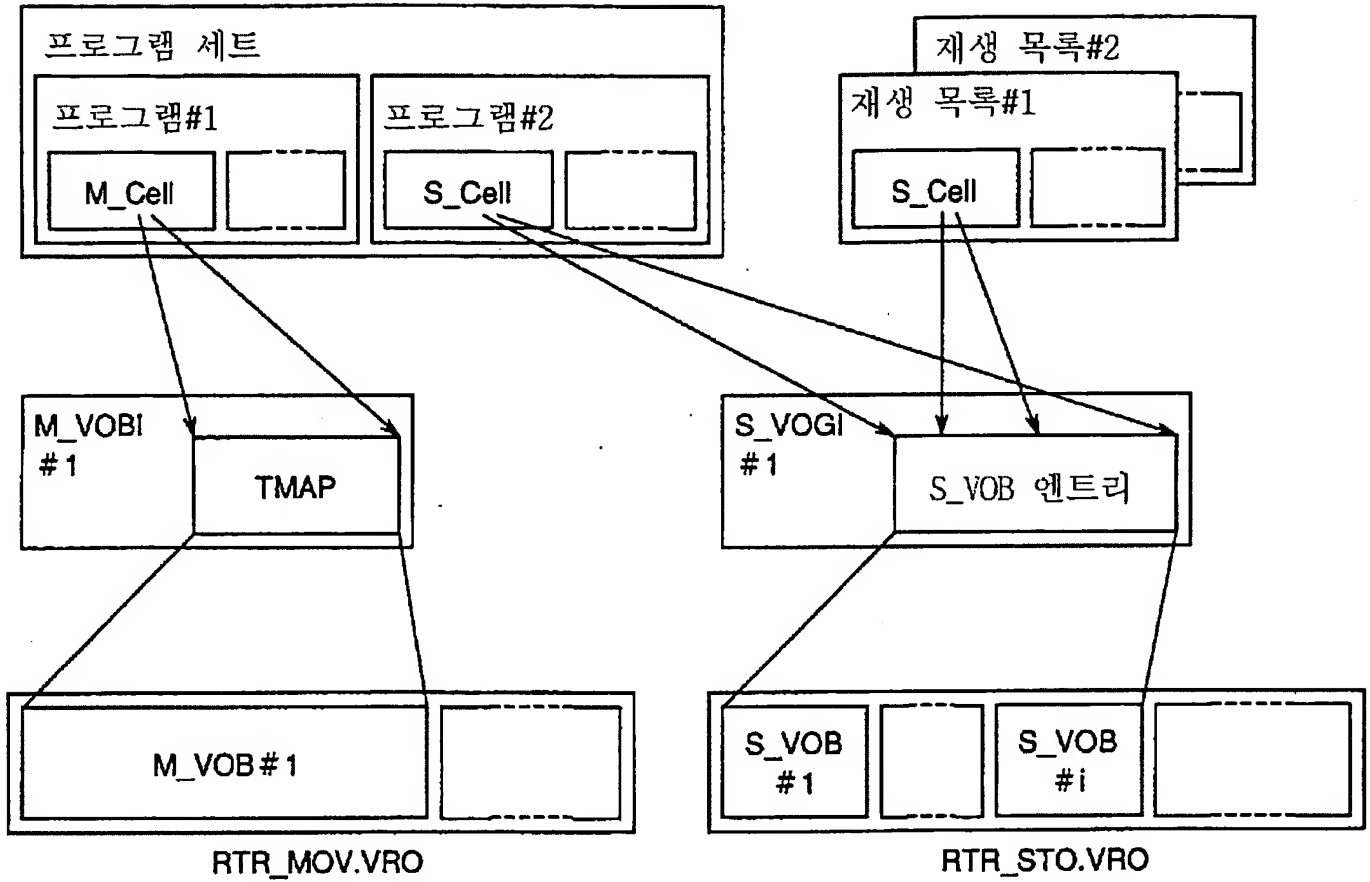 프로그램 세트
프로그램#1
M_Cell
프로그램#2
S_Cell
재생 목록#2
재생 목록#1
S_Cell
M_VOBI
#1
TMAP
S_VOGI
#1
S_VOB 엔트리
M_VOB#1
RTR_MOV.VRO
S_VOB
#1
S_VOB
#i
RTR_STO.VRO